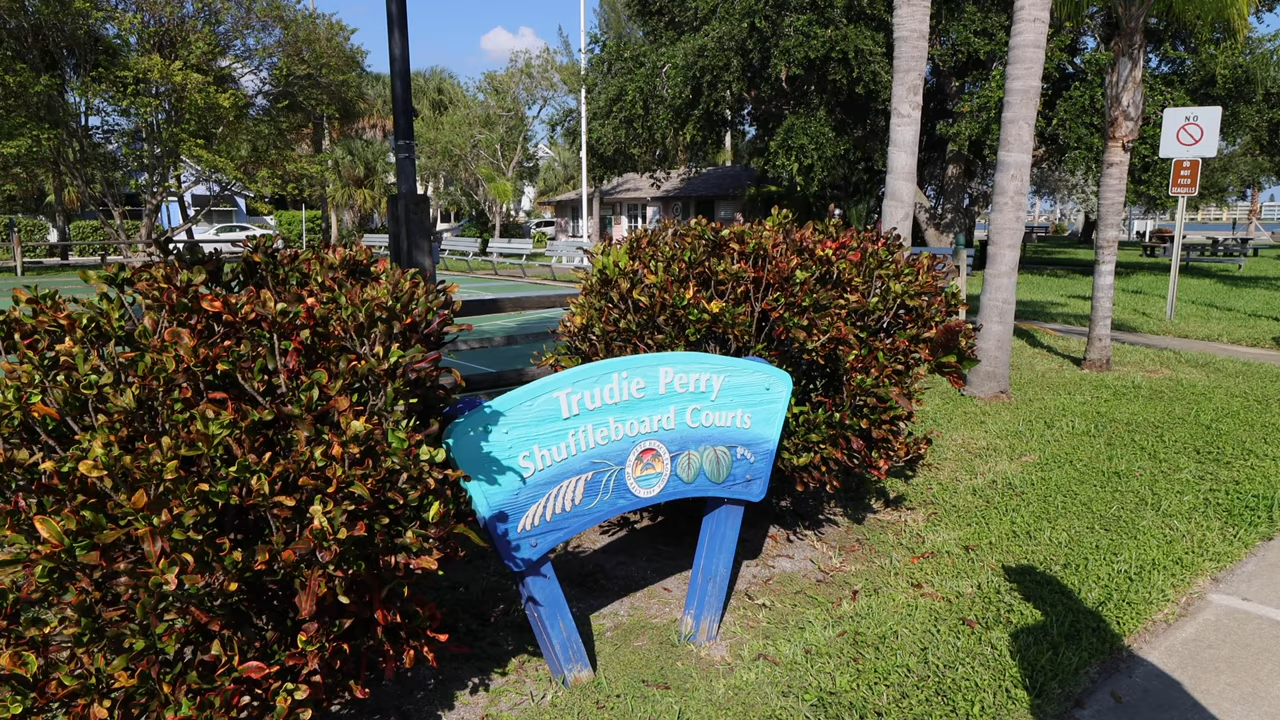 Trudie Perry
Shuffleboard Courts
NO
DO
NOT
FEED
SEAGULLS